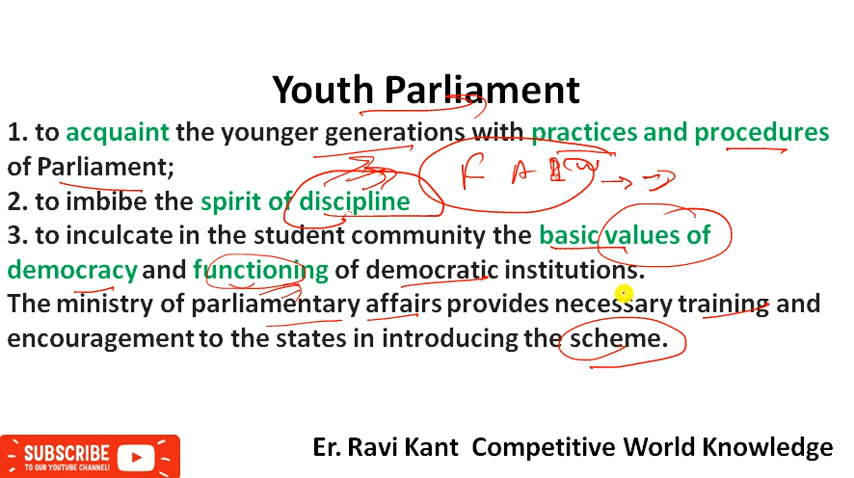 Youth Parliament
1. to acquaint the younger generations with practices and procedures
of Parliament;
2. to imbibe the spirit of discipline
3. to inculcate in the student community the basic values of
democracy and functioning of democratic institutions.
The ministry of parliamentary affairs provides necessary training and
encouragement to the states in introducing the scheme.
SUBSCRIBE
TO OUR YOUTUBE CHANNEL!
Er. Ravi Kant Competitive World Knowledge